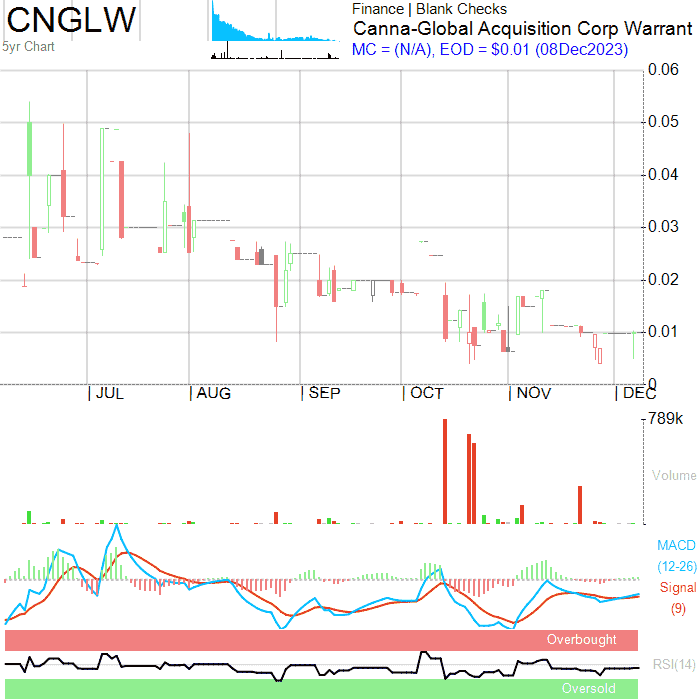 CNGLW
5yr Chart
Finance | Blank Checks
Canna-Global Acquisition Corp Warrant
MC = (N/A), EOD = $0.01 (08Dec2023)
0.06
0.05
0.04
0.03
0.02
0.01
0
JUL AUG SEP OCT NOV DEC
789k
Volume
MACD
(12-26)
Signal
(9)
Overbought
RSI(14)
Oversold